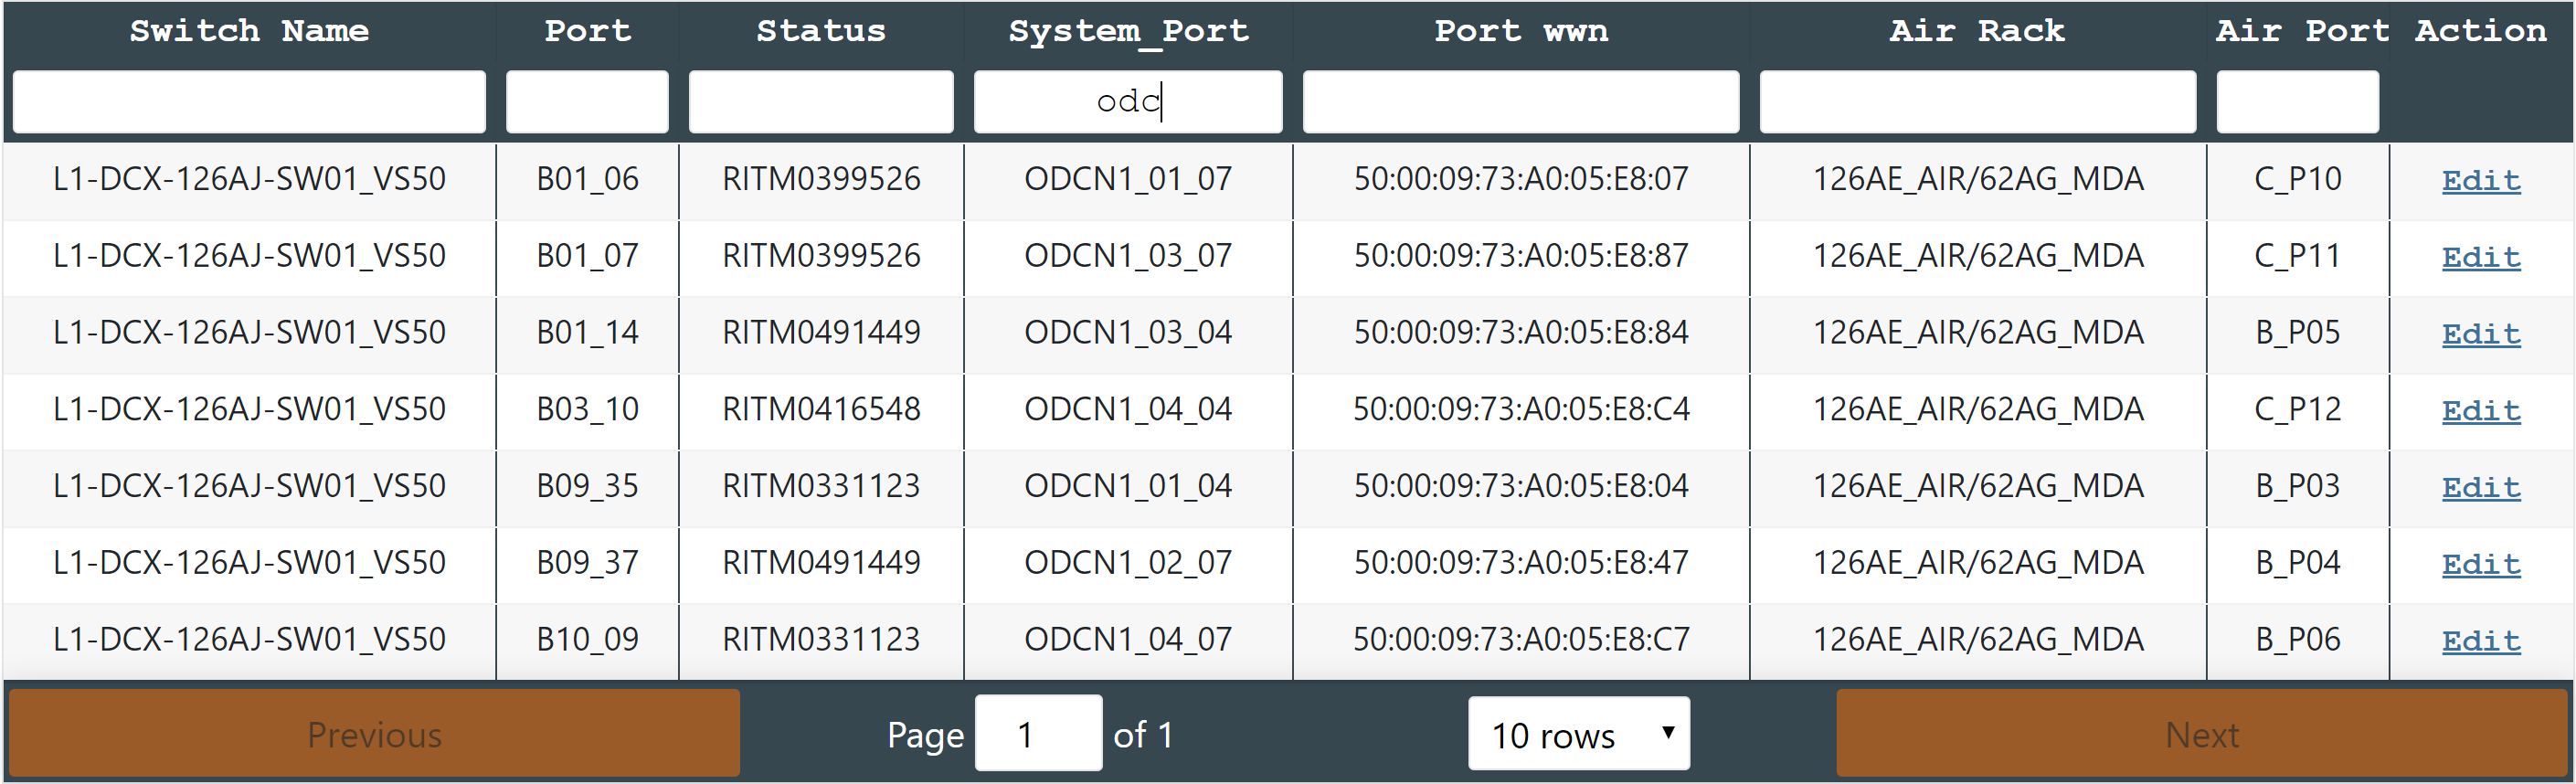 Switch Name Port Status System_Port Port wwn Air Rack Air Port Action
odc
L1-DCX-126AJ-SW01_VS50 B01_06 RITM0399526 ODCN1_01_07 50:00:09:73:A0:05:E8:07 126AE_AIR/62AG_MDA C_P10 Edit
L1-DCX-126AJ-SW01_VS50 B01_07 RITM0399526 ODCN1_03_07 50:00:09:73:A0:05:E8:87 126AE_AIR/62AG_MDA C_P11 Edit
L1-DCX-126AJ-SW01_VS50 B01_14 RITM0491449 ODCN1_03_04 50:00:09:73:A0:05:E8:84 126AE_AIR/62AG_MDA B_P05 Edit
L1-DCX-126AJ-SW01_VS50 B03_10 RITM0416548 ODCN1_04_04 50:00:09:73:A0:05:E8:C4 126AE_AIR/62AG_MDA C_P12 Edit
L1-DCX-126AJ-SW01_VS50 B09_35 RITM0331123 ODCN1_01_04 50:00:09:73:A0:05:E8:04 126AE_AIR/62AG_MDA B_P03 Edit
L1-DCX-126AJ-SW01_VS50 B09_37 RITM0491449 ODCN1_02_07 50:00:09:73:A0:05:E8:47 126AE_AIR/62AG_MDA B_P04 Edit
L1-DCX-126AJ-SW01_VS50 B10_09 RITM0331123 ODCN1_04_07 50:00:09:73:A0:05:E8:C7 126AE_AIR/62AG_MDA B_P06 Edit
Previous Page 1 of 1 10 rows Next